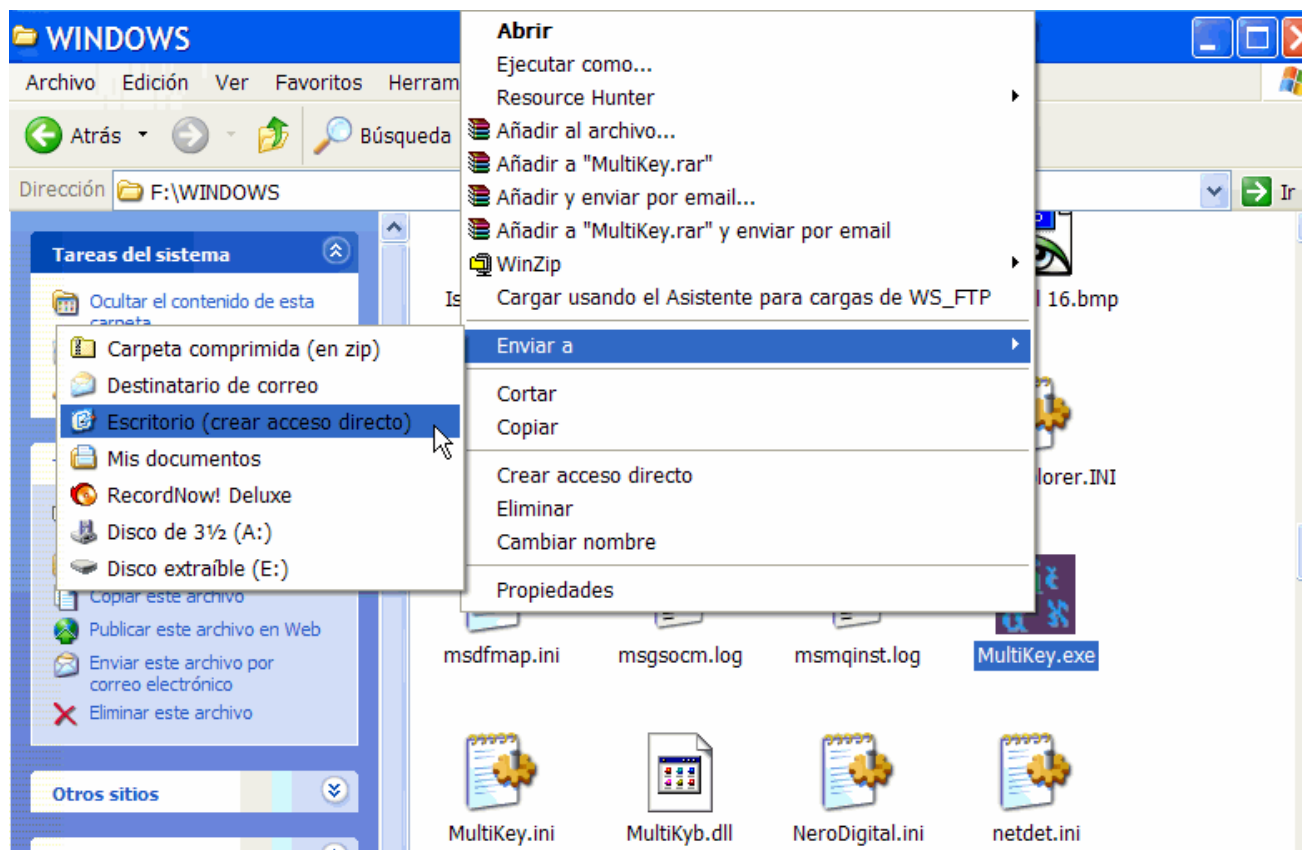 WINDOWS
Archivo Edición Ver Favoritos Herram
Atrás
Búsqueda
Dirección F:\WINDOWS
Ir
Abrir
Ejecutar como...
Resource Hunter
Añadir al archivo...
Añadir a "MultiKey.rar"
Añadir y enviar por email...
Añadir a "MultiKey.rar" y enviar por email
WinZip
Cargar usando el Asistente para cargas de WS_FTP
Enviar a
Cortar
Copiar
Crear acceso directo
Eliminar
Cambiar nombre
Propiedades
Tareas del sistema
Ocultar el contenido de esta
carpeta
Carpeta comprimida (en zip)
Destinatario de correo
Escritorio (crear acceso directo)
Mis documentos
RecordNow! Deluxe
Disco de 3½ (A:)
Disco extraíble (E:)
Copiar este archivo
Publicar este archivo en Web
Enviar este archivo por
correo electrónico
Eliminar este archivo
Otros sitios
16.bmp
lorer.INI
msdfmap.ini
msgsocm.log
msmqinst.log
MultiKey.exe
MultiKey.ini
MultiKyb.dll
NeroDigital.ini
netdet.ini